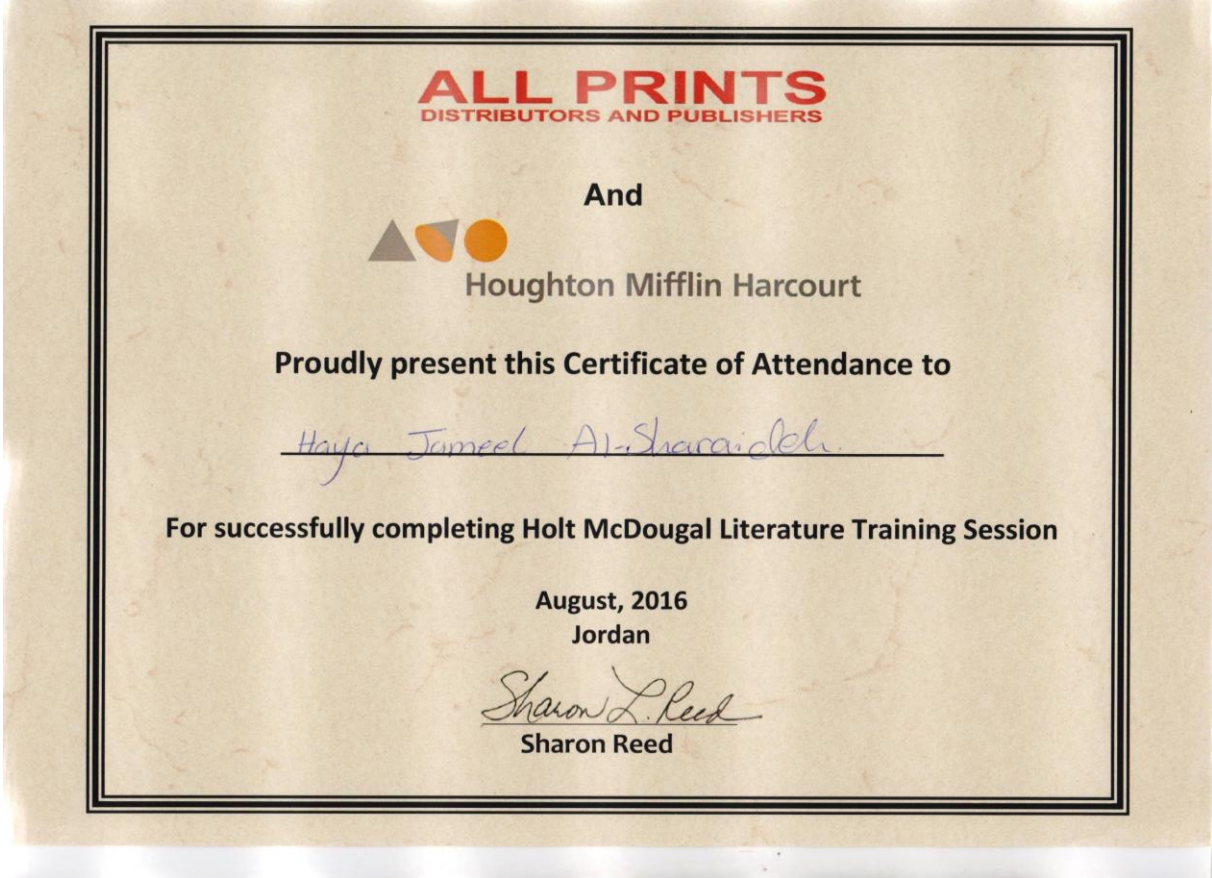 ALL PRINTS
DISTRIBUTORS AND PUBLISHERS
And
Houghton Mifflin Harcourt
Proudly present this Certificate of Attendance to
Haya Jameel Al-Sharaideh.
For successfully completing Holt McDougal Literature Training Session
August, 2016
Jordan
Sharon L. Reed
Sharon Reed